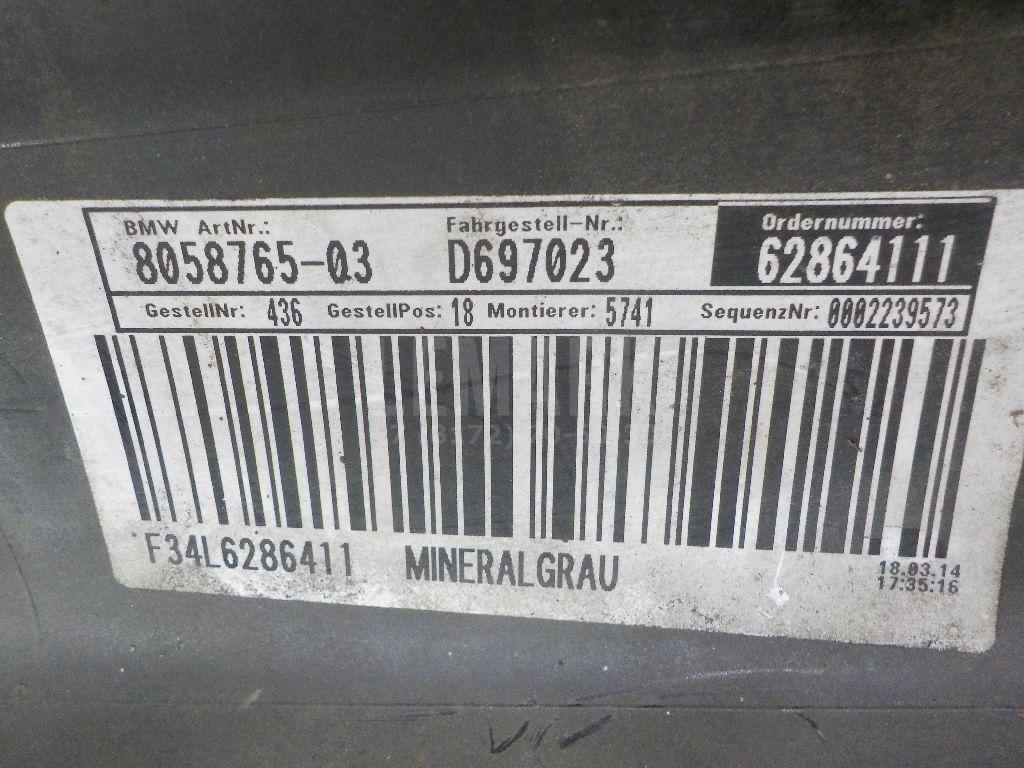 BMW ArtNr.: Fahrgestell-Nr.: Ordernummer:
8058765-03 D697023 62864111
GestellNr: 436 GestellPos: 18 Montierer: 5741 SequenzNr: 0002239573
F34L6286411 MINERALGRAU
18.03.14
17:35:16